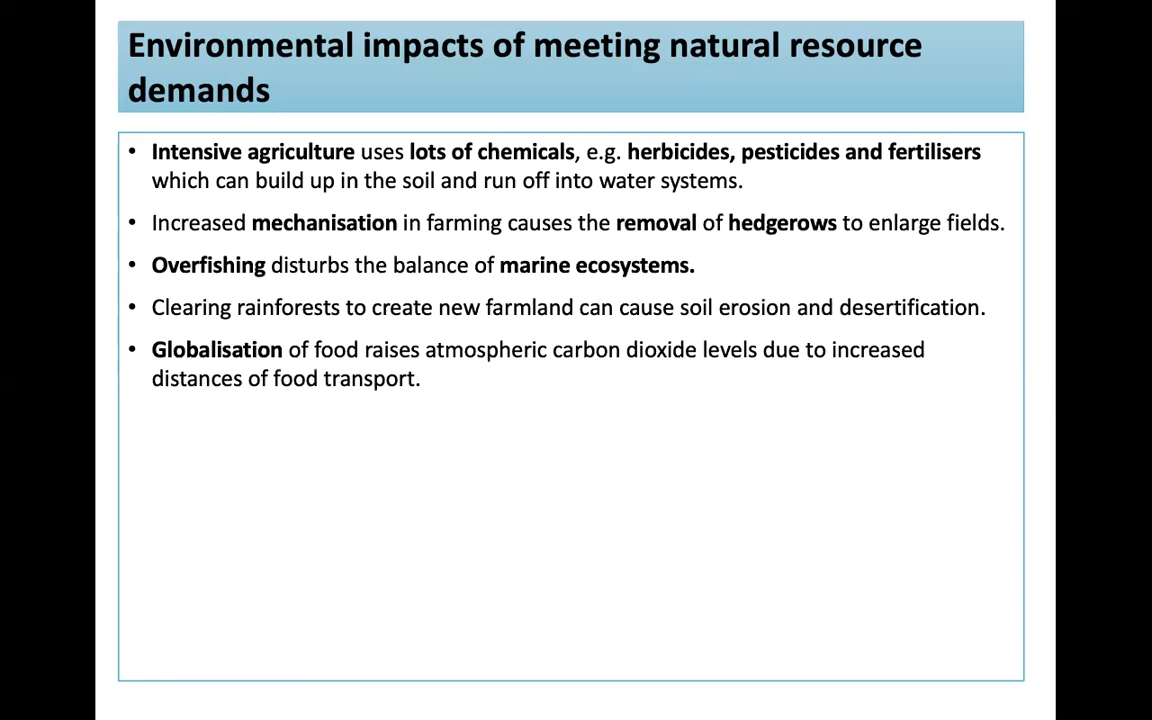 Environmental impacts of meeting natural resource
demands
• Intensive agriculture uses lots of chemicals, e.g. herbicides, pesticides and fertilisers
which can build up in the soil and run off into water systems.
• Increased mechanisation in farming causes the removal of hedgerows to enlarge fields.
• Overfishing disturbs the balance of marine ecosystems.
• Clearing rainforests to create new farmland can cause soil erosion and desertification.
• Globalisation of food raises atmospheric carbon dioxide levels due to increased
distances of food transport.